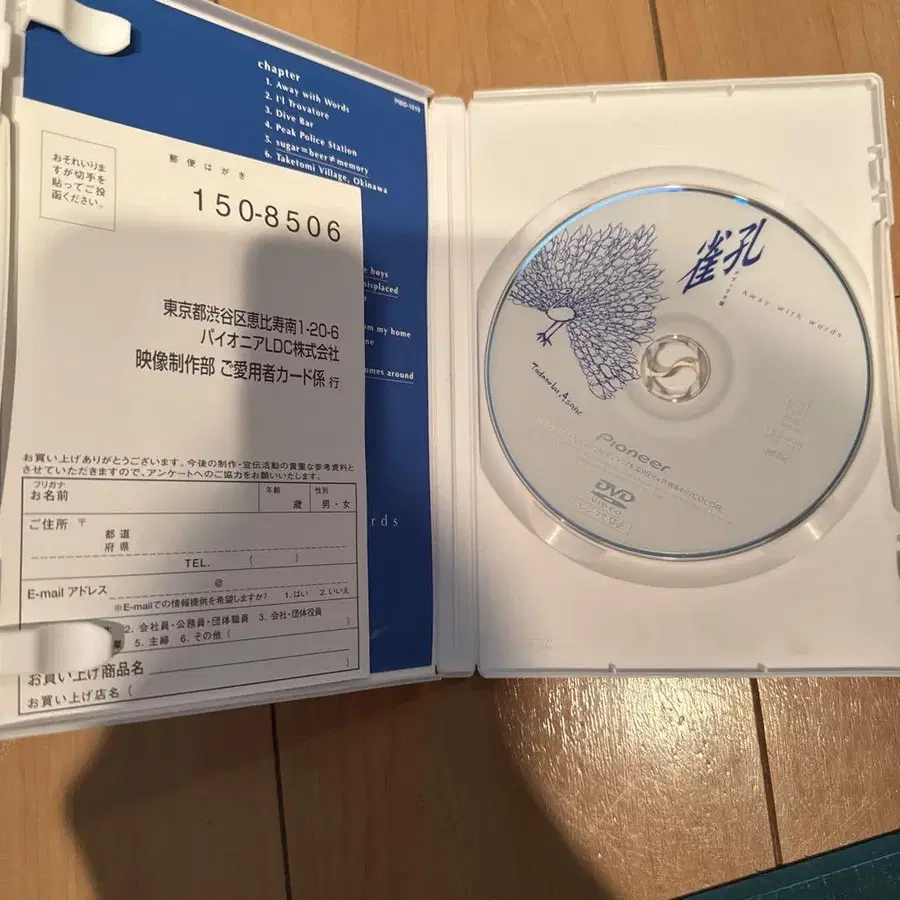 chapter
1. Away with Words
2. I'l Trovatore
3. Dive Bar
4. Peak Police Station
5. sugar=beer≠memory
6. Taketomi Village, Okinawa
PIBD-1019
e boys
isplaced
r
om my home
ne
omes around
rds
おそれいりま
すが切手を
貼ってご投
函ください。
郵便はがき
150-8506
東京都渋谷区恵比寿南1-20-6
パイオニアLDC株式会社
映像制作部 ご愛用者カード係 行
お買い上げありがとうございます。今後の制作・宣伝活動の貴重な参考資料と
させていただきますので、アンケートへのご協力をお願いいたします。
フリガナ
お名前
年齢
歳
性別
男・女
ご住所 〒
都道
府県
TEL. ( )
E-mail アドレス @
※E-mailでの情報提供を希望しますか? 1. はい 2. いいえ
2. 会社員・公務員・団体職員 3. 会社・団体役員
業 5. 主婦 6. その他 ( )
お買い上げ商品名
お買い上げ店名 ( )
孔雀
Away with words
Tadanobu Asano
Pioneer
DVD
VIDEO